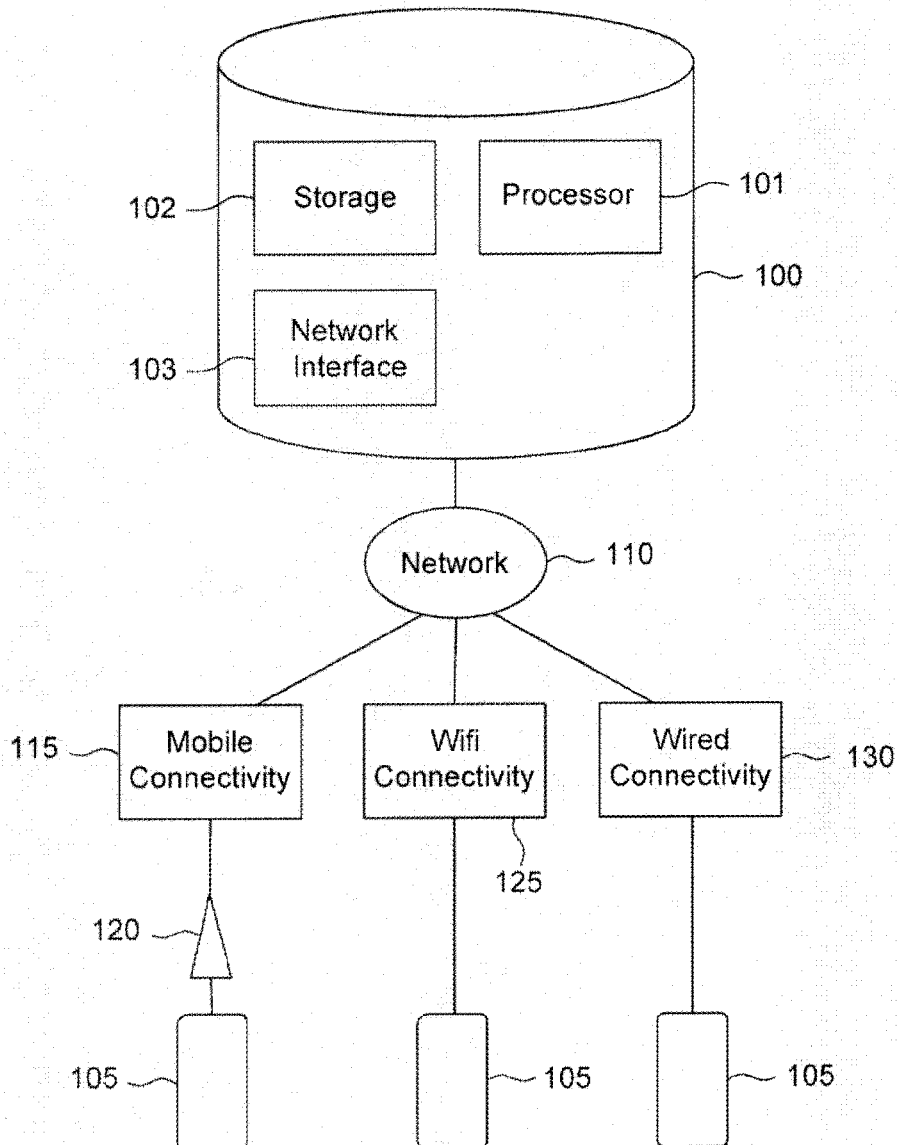 Storage
Processor
101
102
100
Network
Interface
103
Network
110
115
Mobile
Connectivity
Wifi
Connectivity
Wired
Connectivity
130
125
120
105
105
105